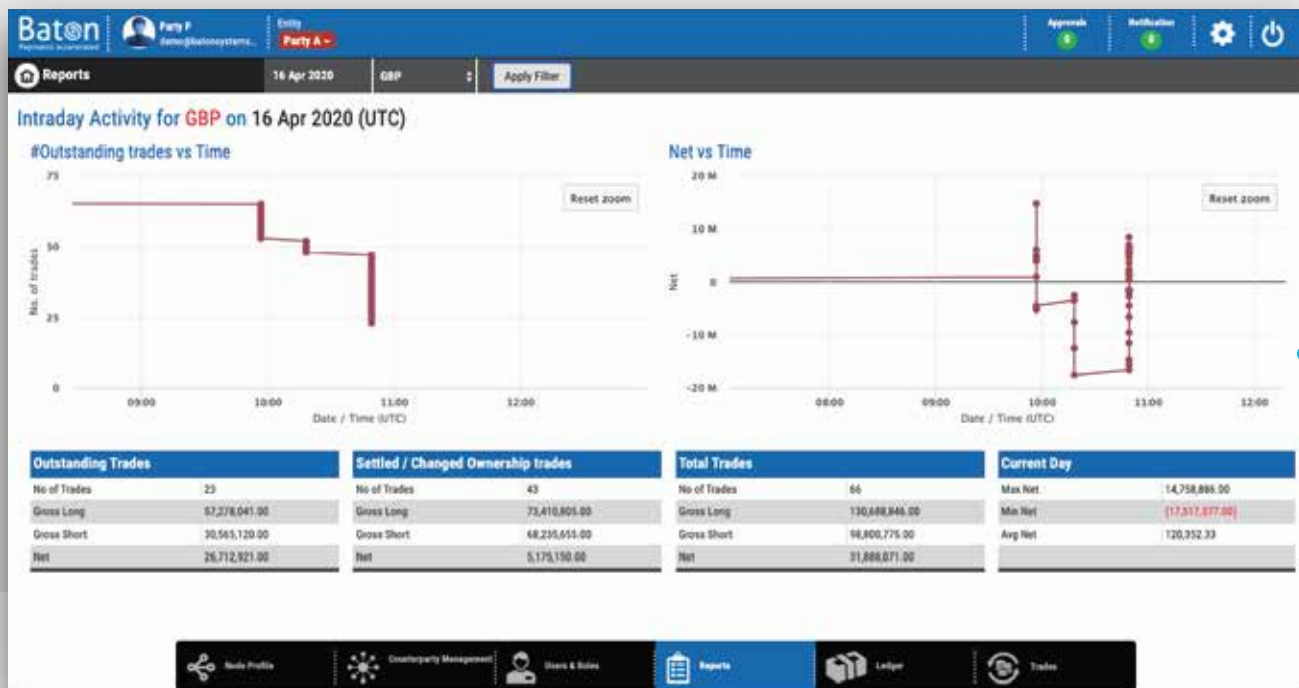 Baton
Party P
Entity
Party A
Approvals
0
Notification
0
Reports
16 Apr 2020
GBP
Apply Filter
Intraday Activity for GBP on 16 Apr 2020 (UTC)
#Outstanding trades vs Time
75
50
25
0
No. of trades
Reset zoom
09:00 10:00 11:00 12:00
Date / Time (UTC)
Net vs Time
20 M
10 M
0
-10 M
-20 M
Net
Reset zoom
08:00 09:00 10:00 11:00 12:00
Date / Time (UTC)
Outstanding Trades
No of Trades 23
Gross Long 57,278,041.00
Gross Short 30,565,120.00
Net 26,712,921.00
Settled / Changed Ownership trades
No of Trades 43
Gross Long 73,410,805.00
Gross Short 68,235,655.00
Net 5,175,150.00
Total Trades
No of Trades 66
Gross Long 130,688,846.00
Gross Short 98,800,775.00
Net 31,888,071.00
Current Day
Max Net 14,758,886.00
Min Net
Avg Net 120,352.33
Node Profile
Counterparty Management
Users & Roles
Reports
Ledger
Trades